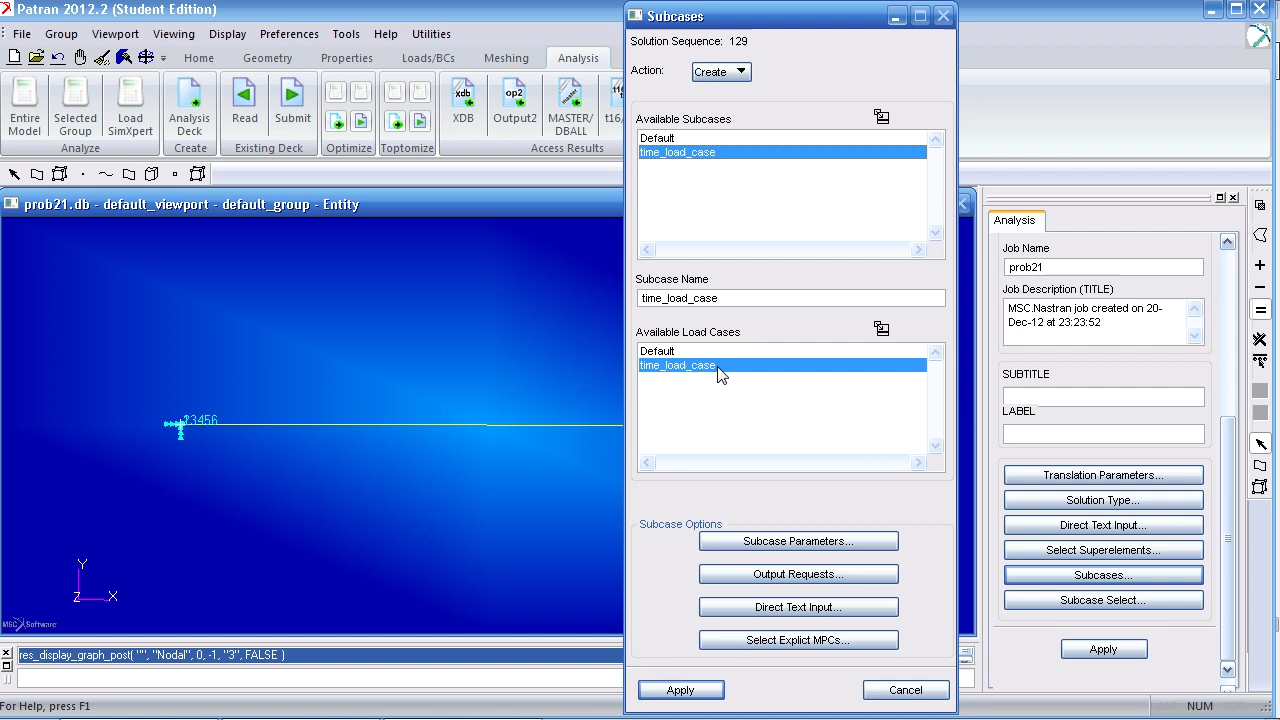 Patran 2012.2 (Student Edition)
File Group Viewport Viewing Display Preferences Tools Help Utilities
Home Geometry Properties Loads/BCs Meshing Analysis
Entire Model
Selected Group
Load SimXpert
Analysis Deck
Read
Submit
XDB
Output2
MASTER/ DBALL
t16/
Analyze
Create
Existing Deck
Optimize
Toptomize
Access Results
prob21.db - default_viewport - default_group - Entity
23456
Y
Z X
MSC Software
res_display_graph_post( "", "Nodal", 0, -1, "3", FALSE )
For Help, press F1
NUM
Subcases
Solution Sequence: 129
Action: Create
Available Subcases
Default
time_load_case
Subcase Name
time_load_case
Available Load Cases
Default
time_load_case
Subcase Options
Subcase Parameters...
Output Requests...
Direct Text Input...
Select Explict MPCs...
Apply Cancel
Analysis
Job Name
prob21
Job Description (TITLE)
MSC.Nastran job created on 20-
Dec-12 at 23:23:52
SUBTITLE
LABEL
Translation Parameters...
Solution Type...
Direct Text Input...
Select Superelements...
Subcases...
Subcase Select...
Apply